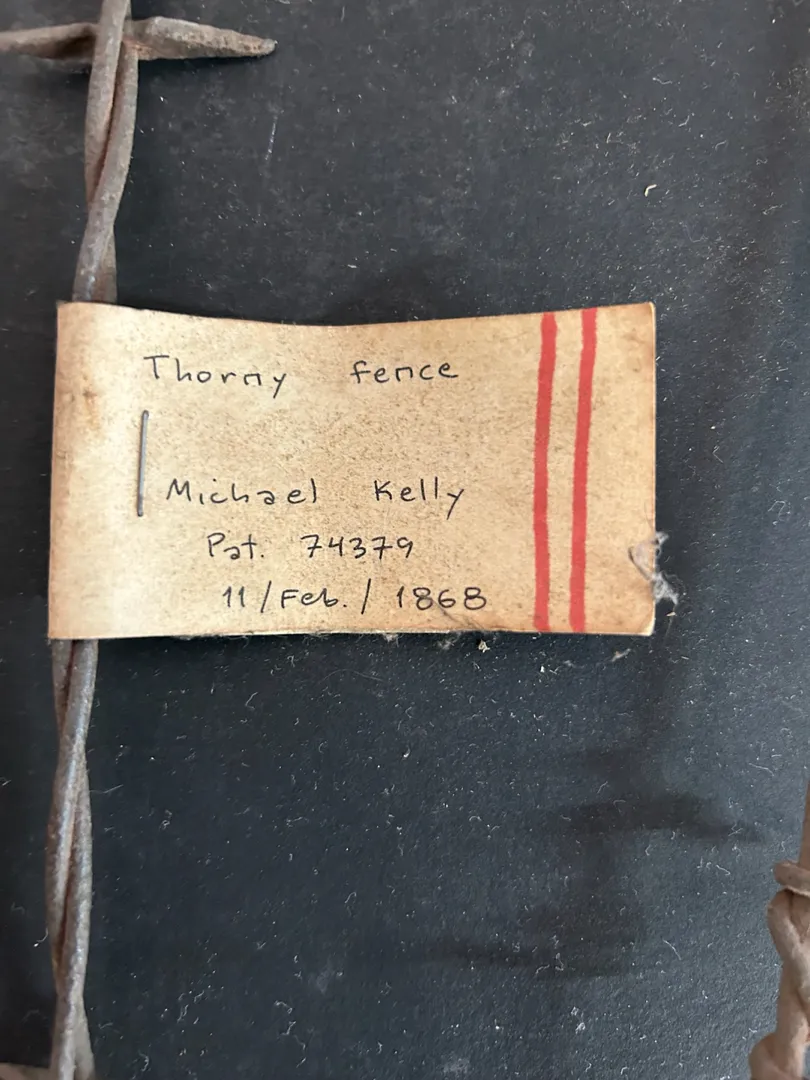 Thorny fence
Michael Kelly
Pat. 74379
11/Feb./1868